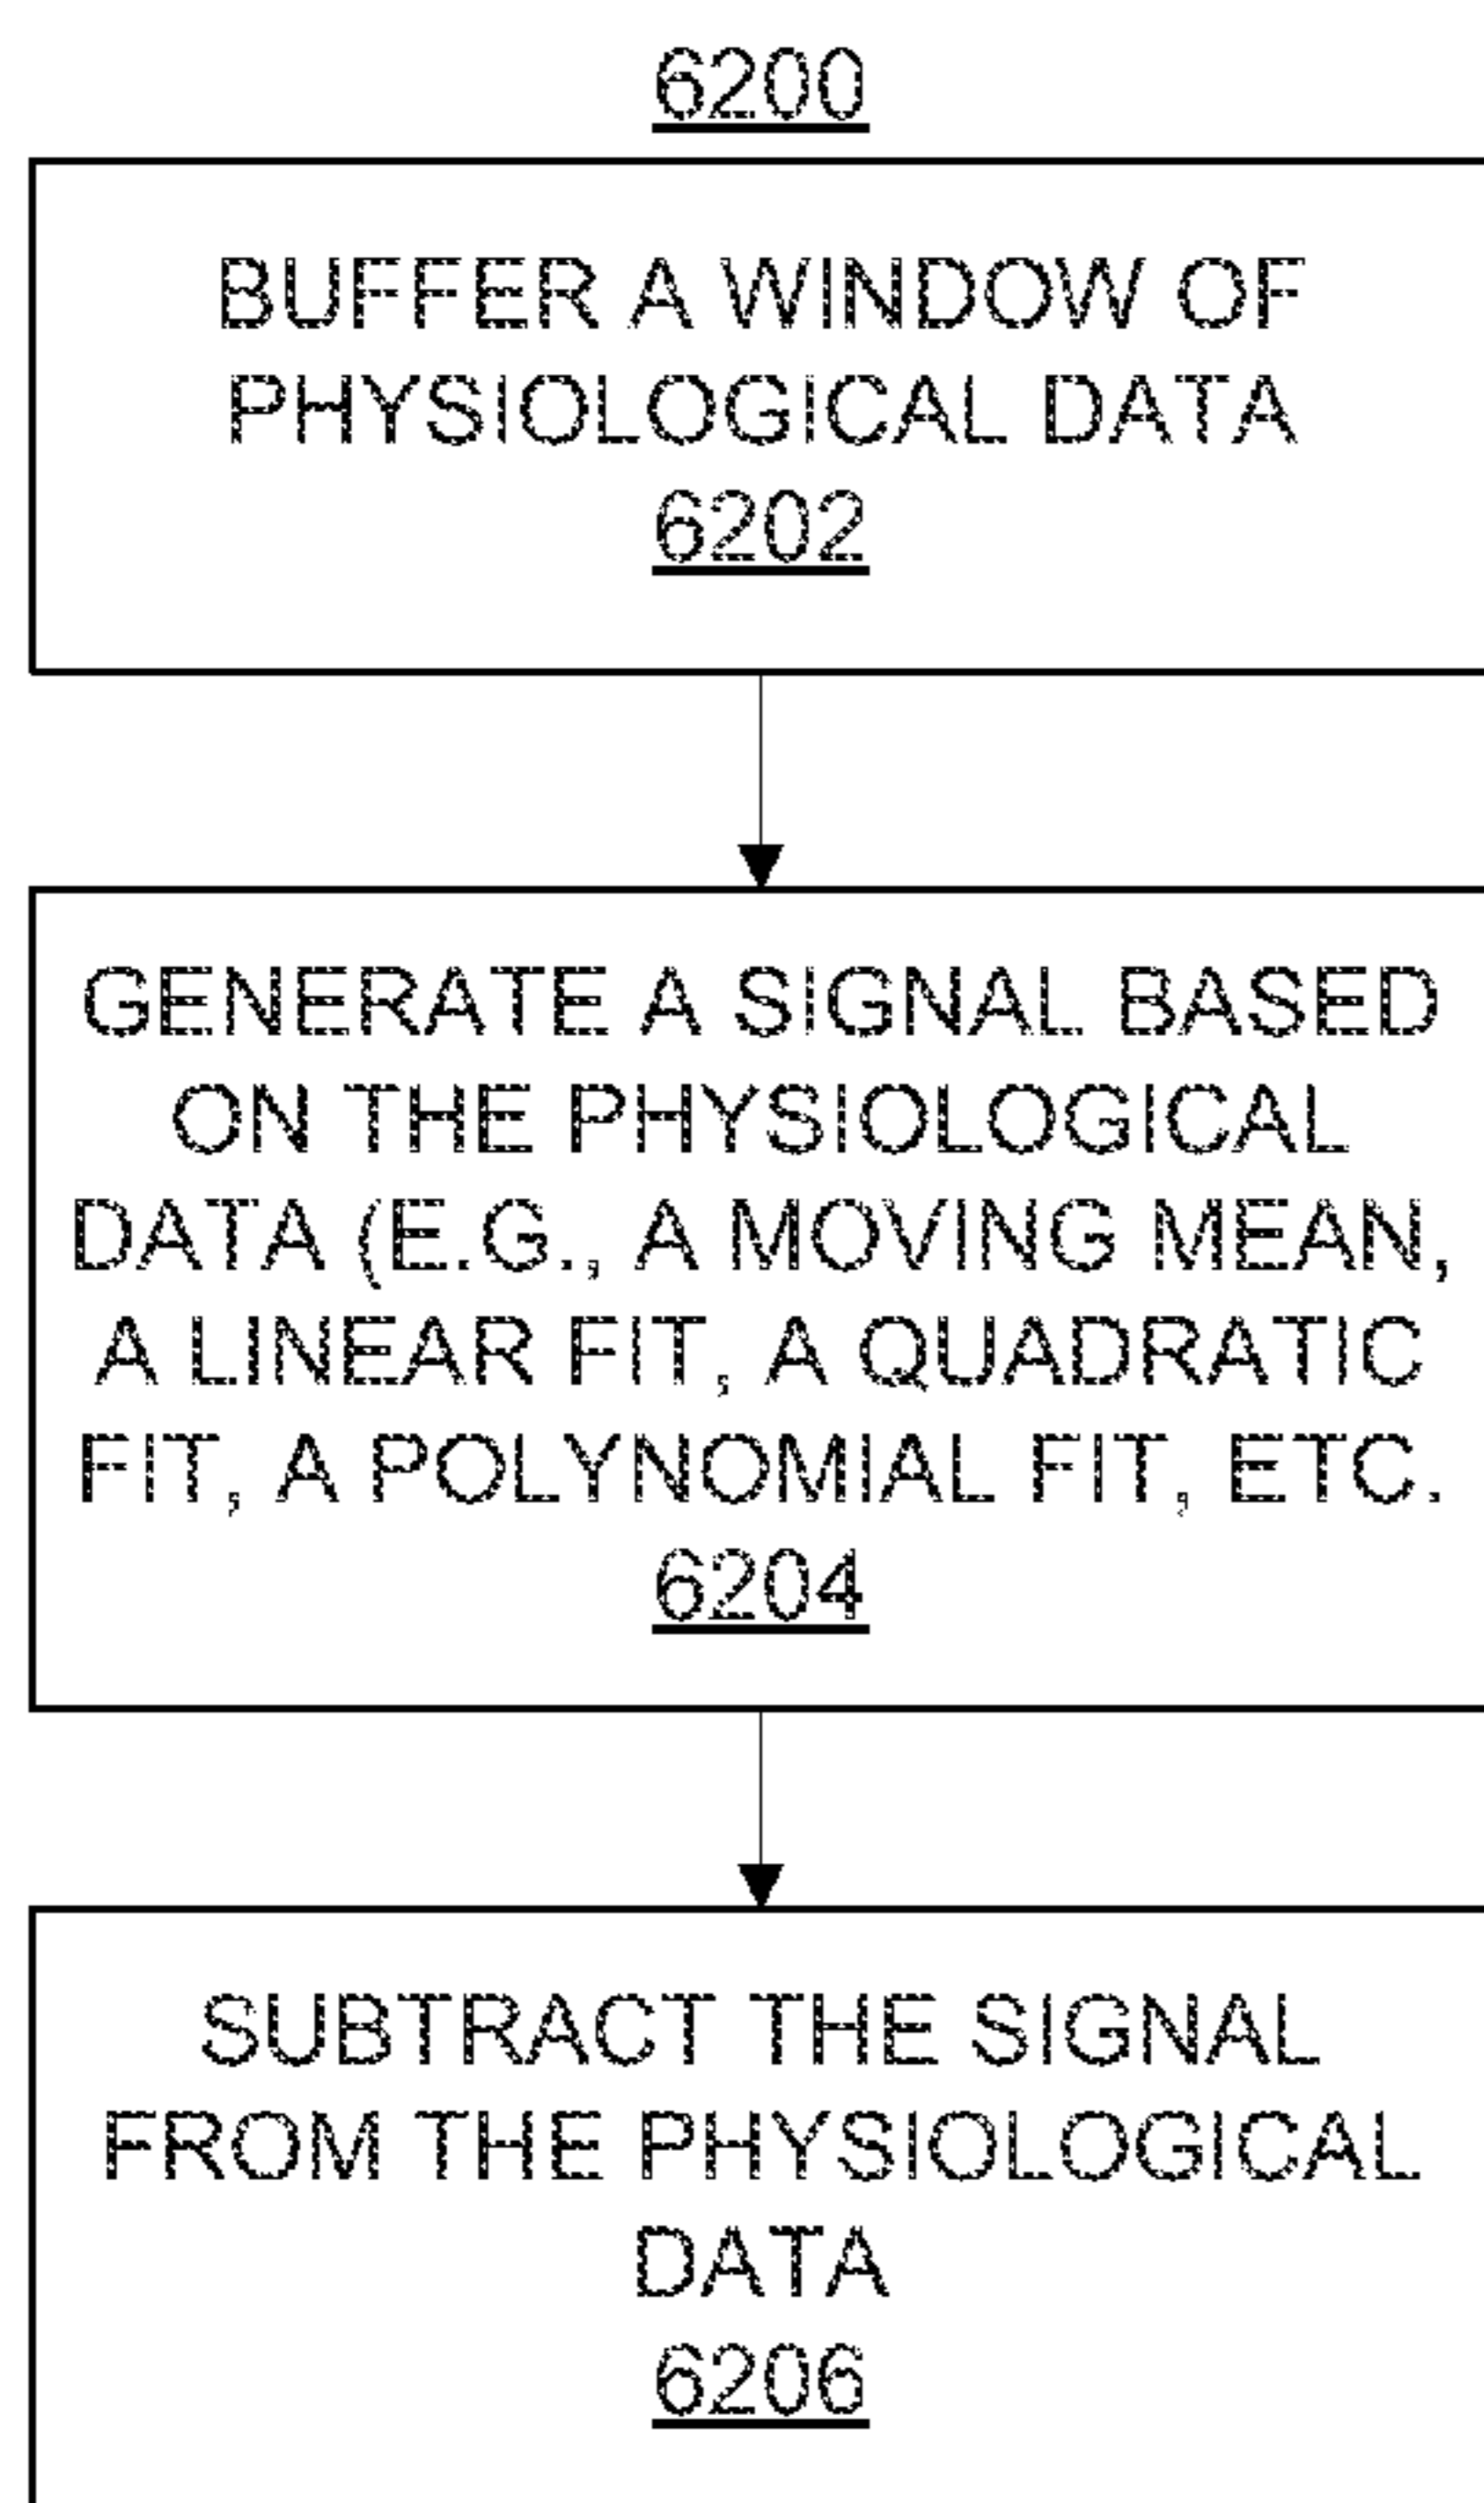 6200
BUFFER A WINDOW OF
PHYSIOLOGICAL DATA
6202
GENERATE A SIGNAL BASED
ON THE PHYSIOLOGICAL
DATA (E.G., A MOVING MEAN,
A LINEAR FIT, A QUADRATIC
FIT, A POLYNOMIAL FIT, ETC.
6204
SUBTRACT THE SIGNAL
FROM THE PHYSIOLOGICAL
DATA
6206